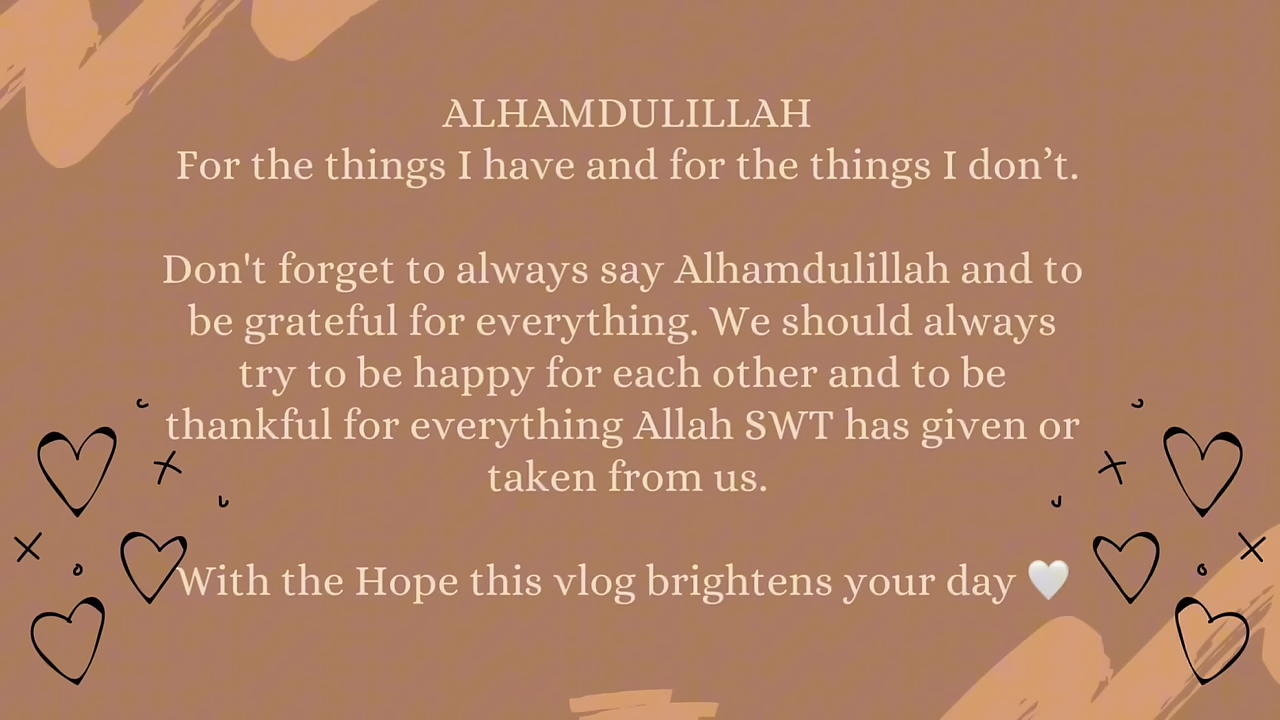 ALHAMDULILLAH
For the things I have and for the things I don’t.
Don't forget to always say Alhamdulillah and to
be grateful for everything. We should always
try to be happy for each other and to be
thankful for everything Allah SWT has given or
taken from us.
With the Hope this vlog brightens your day 🤍